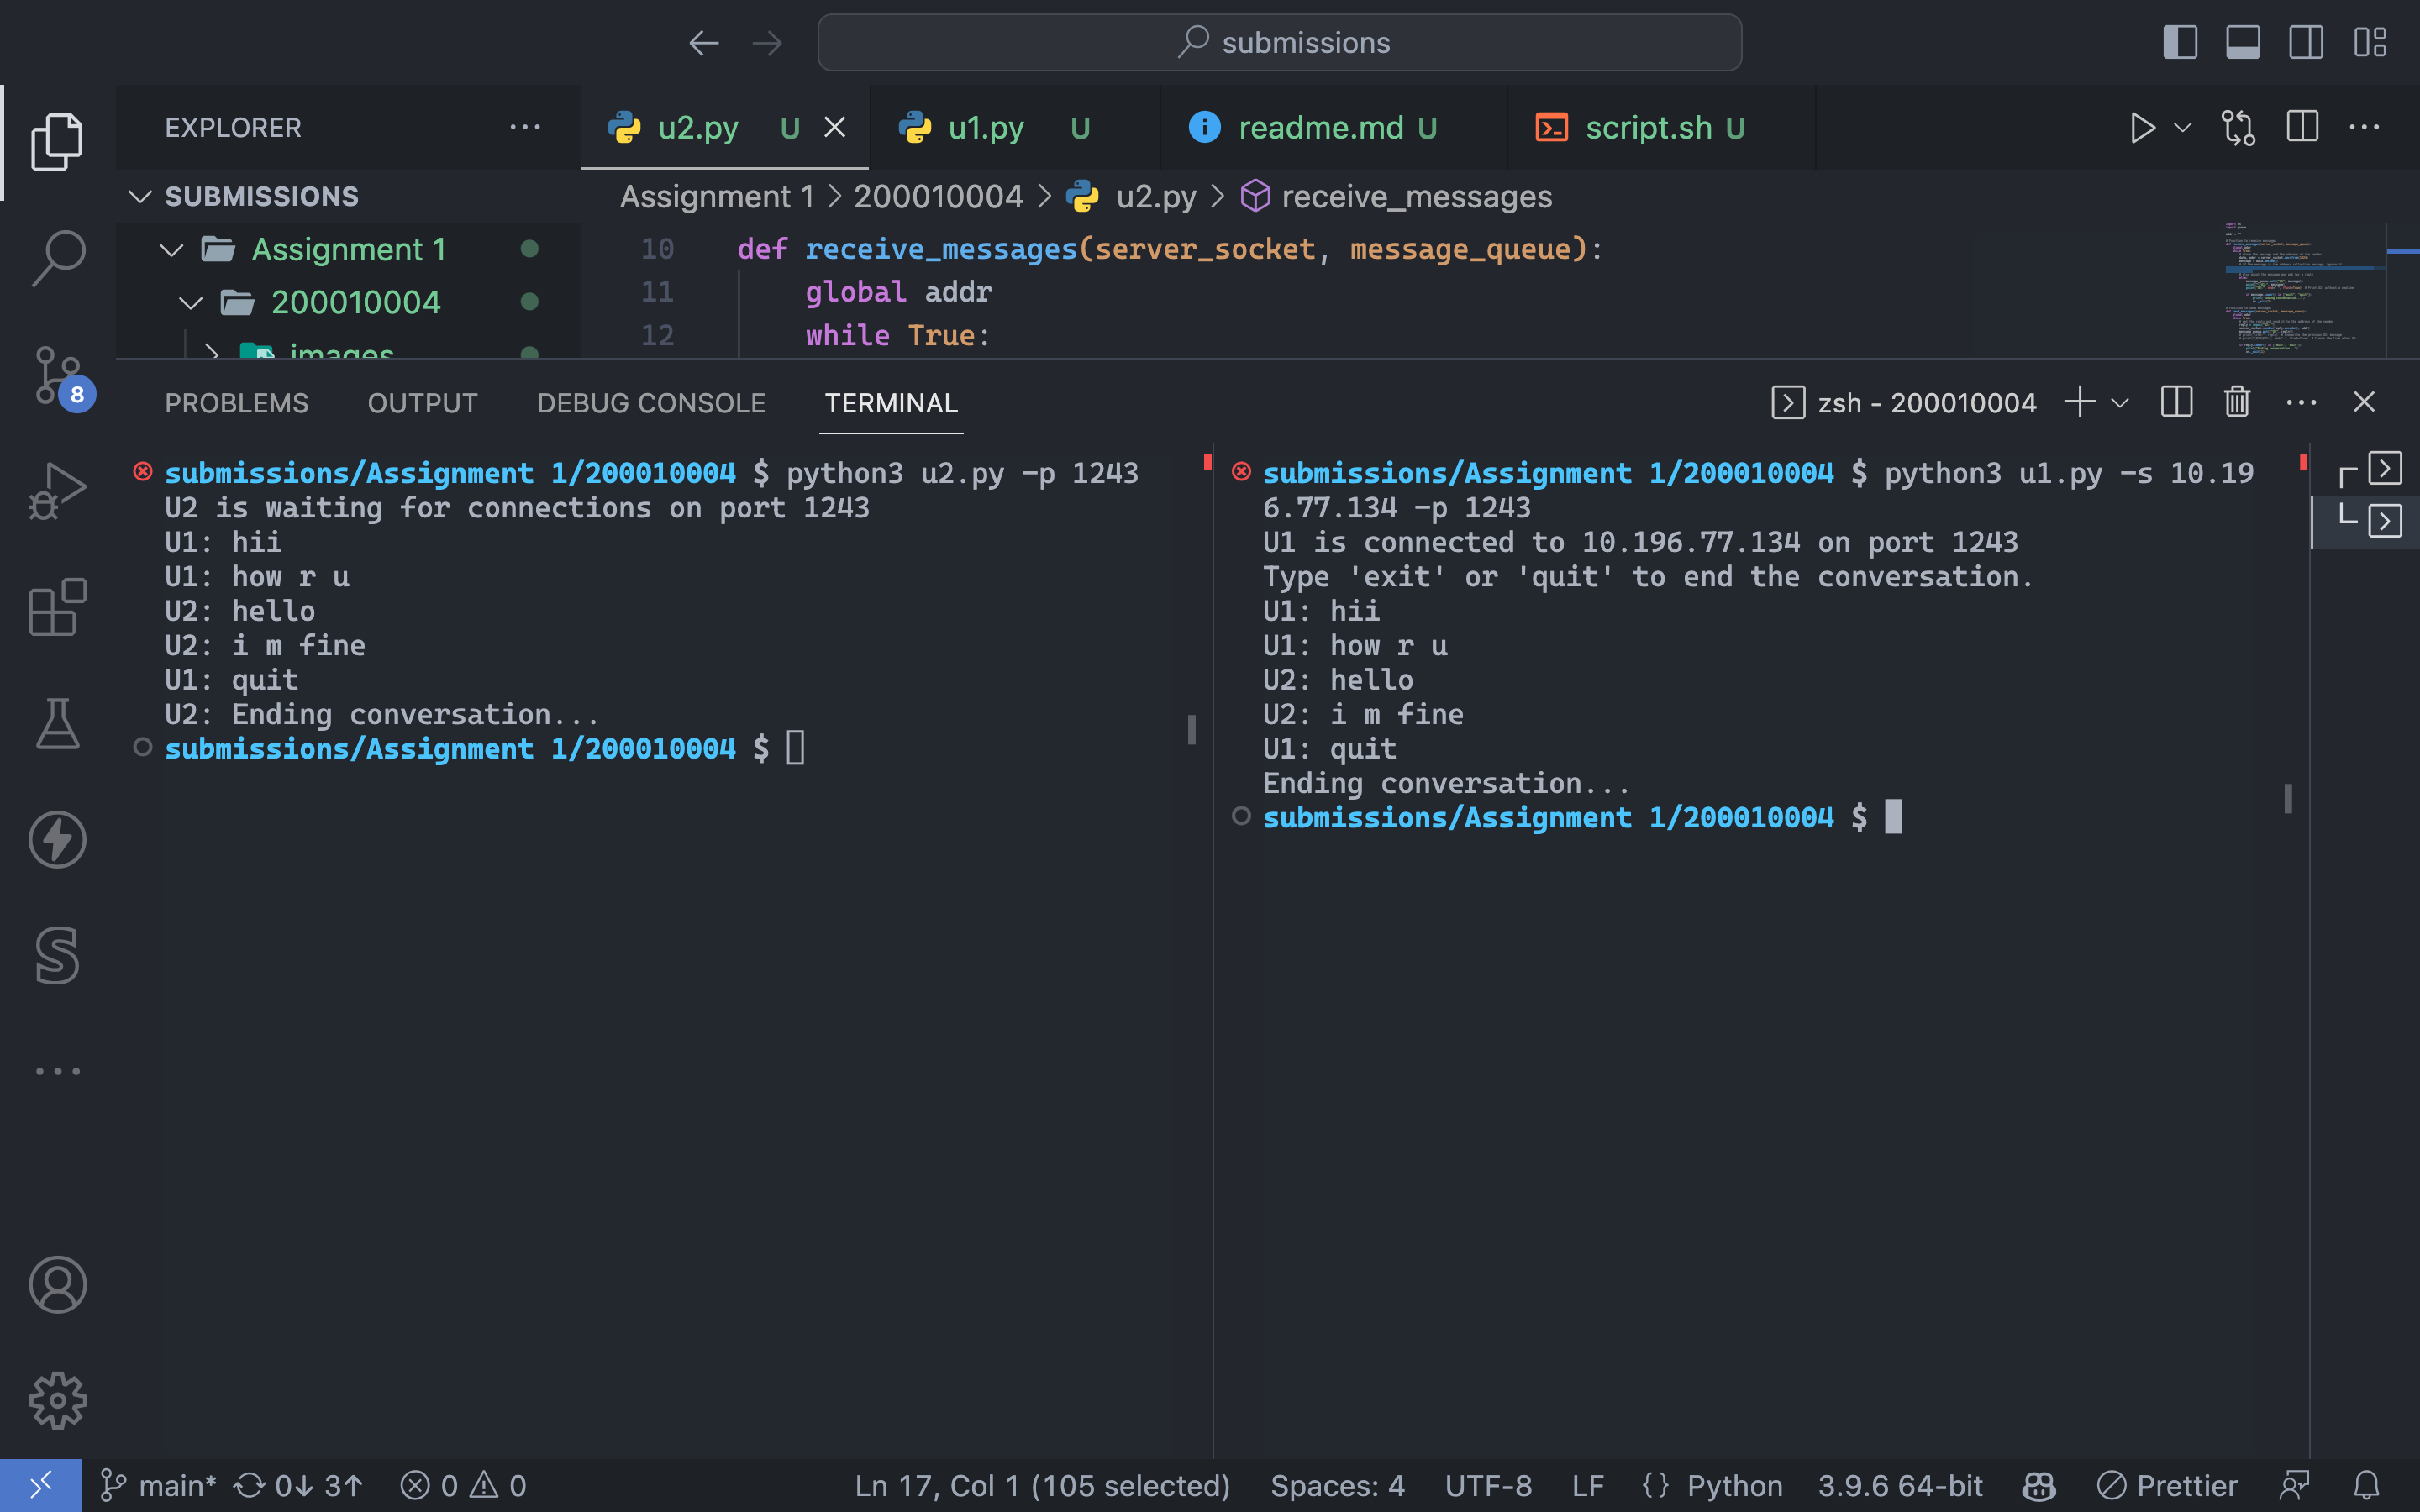 submissions
EXPLORER
u2.py U
u1.py U
readme.md U
script.sh U
SUBMISSIONS
Assignment 1 > 200010004 > u2.py > receive_messages
Assignment 1
200010004
images
10 def receive_messages(server_socket, message_queue):
11 global addr
12 while True:
8
PROBLEMS OUTPUT DEBUG CONSOLE TERMINAL
zsh - 200010004
submissions/Assignment 1/200010004 $ python3 u2.py -p 1243
U2 is waiting for connections on port 1243
U1: hii
U1: how r u
U2: hello
U2: i m fine
U1: quit
U2: Ending conversation...
submissions/Assignment 1/200010004 $
submissions/Assignment 1/200010004 $ python3 u1.py -s 10.19
6.77.134 -p 1243
U1 is connected to 10.196.77.134 on port 1243
Type 'exit' or 'quit' to end the conversation.
U1: hii
U1: how r u
U2: hello
U2: i m fine
U1: quit
Ending conversation...
submissions/Assignment 1/200010004 $
main* 0↓ 3↑ 0 0
Ln 17, Col 1 (105 selected) Spaces: 4 UTF-8 LF {} Python 3.9.6 64-bit Prettier